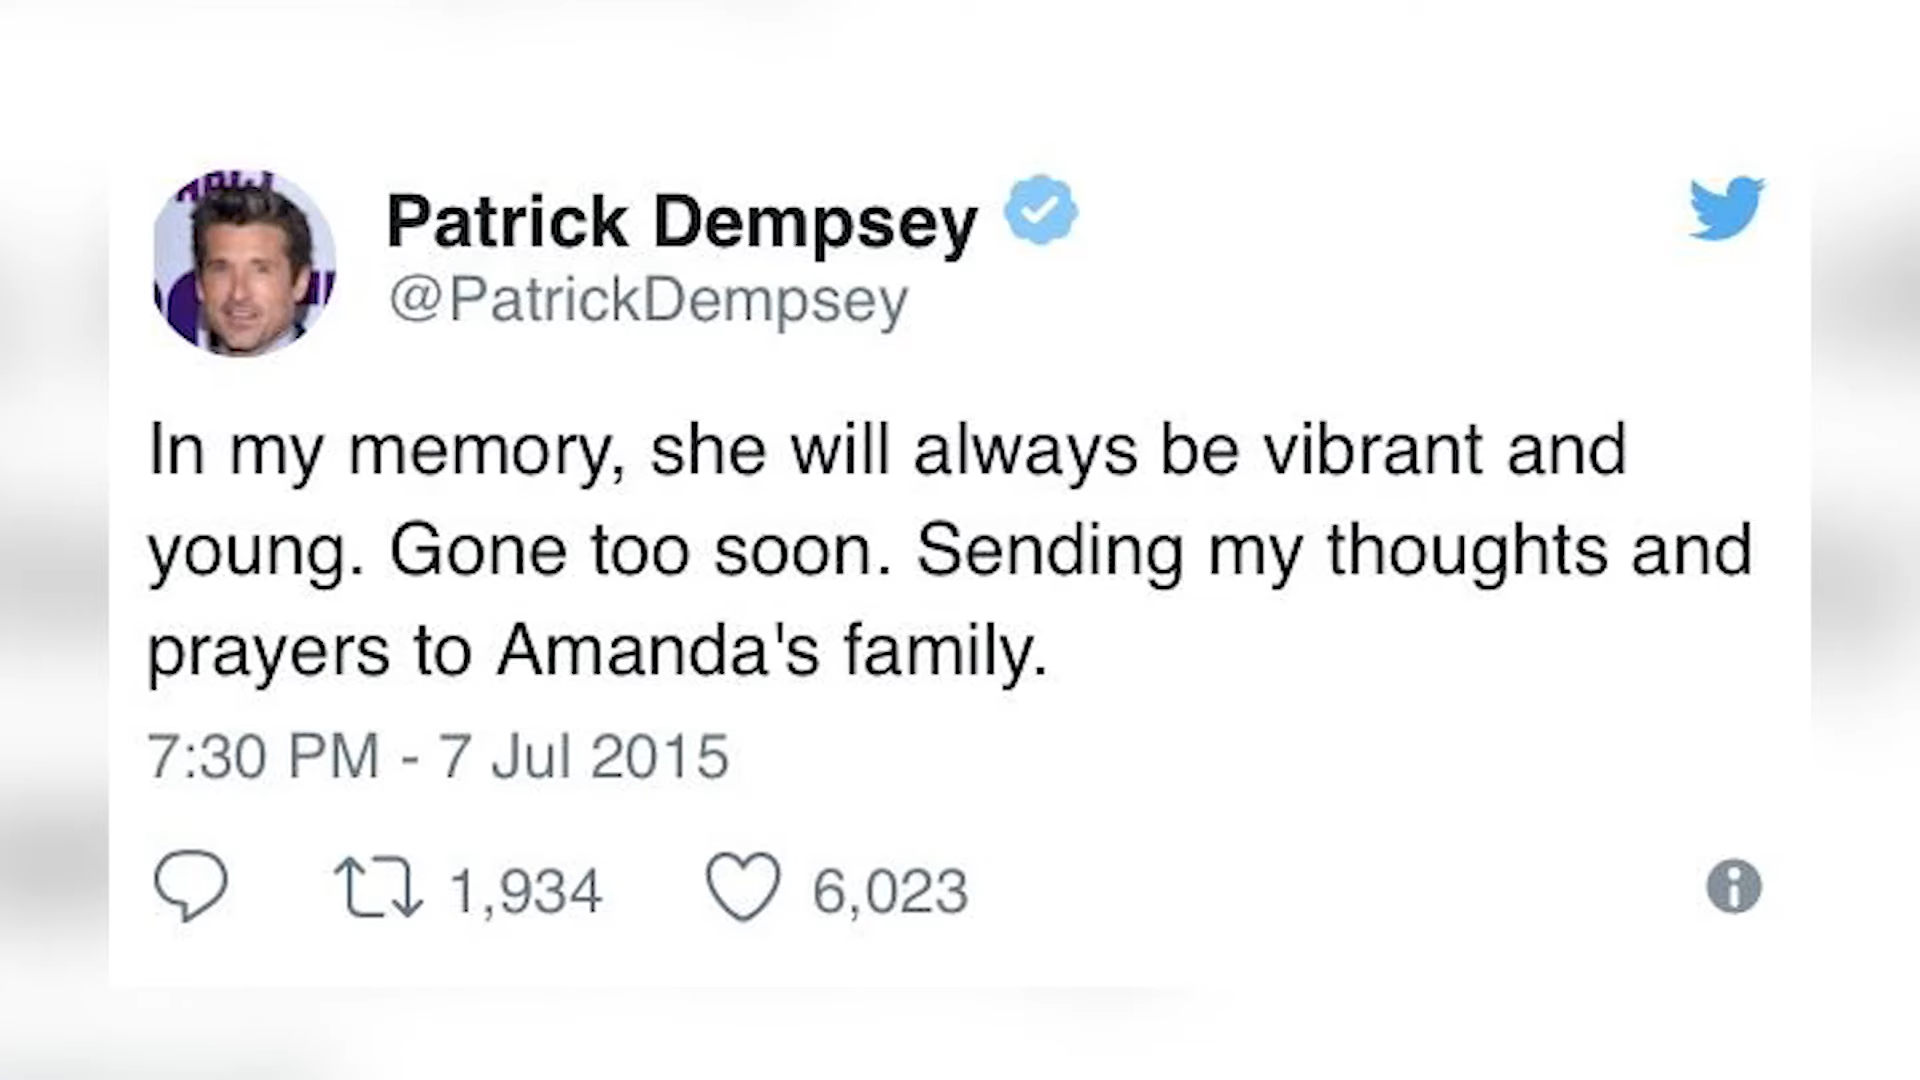 Patrick Dempsey
@PatrickDempsey
In my memory, she will always be vibrant and
young. Gone too soon. Sending my thoughts and
prayers to Amanda's family.
7:30 PM - 7 Jul 2015
1,934 6,023